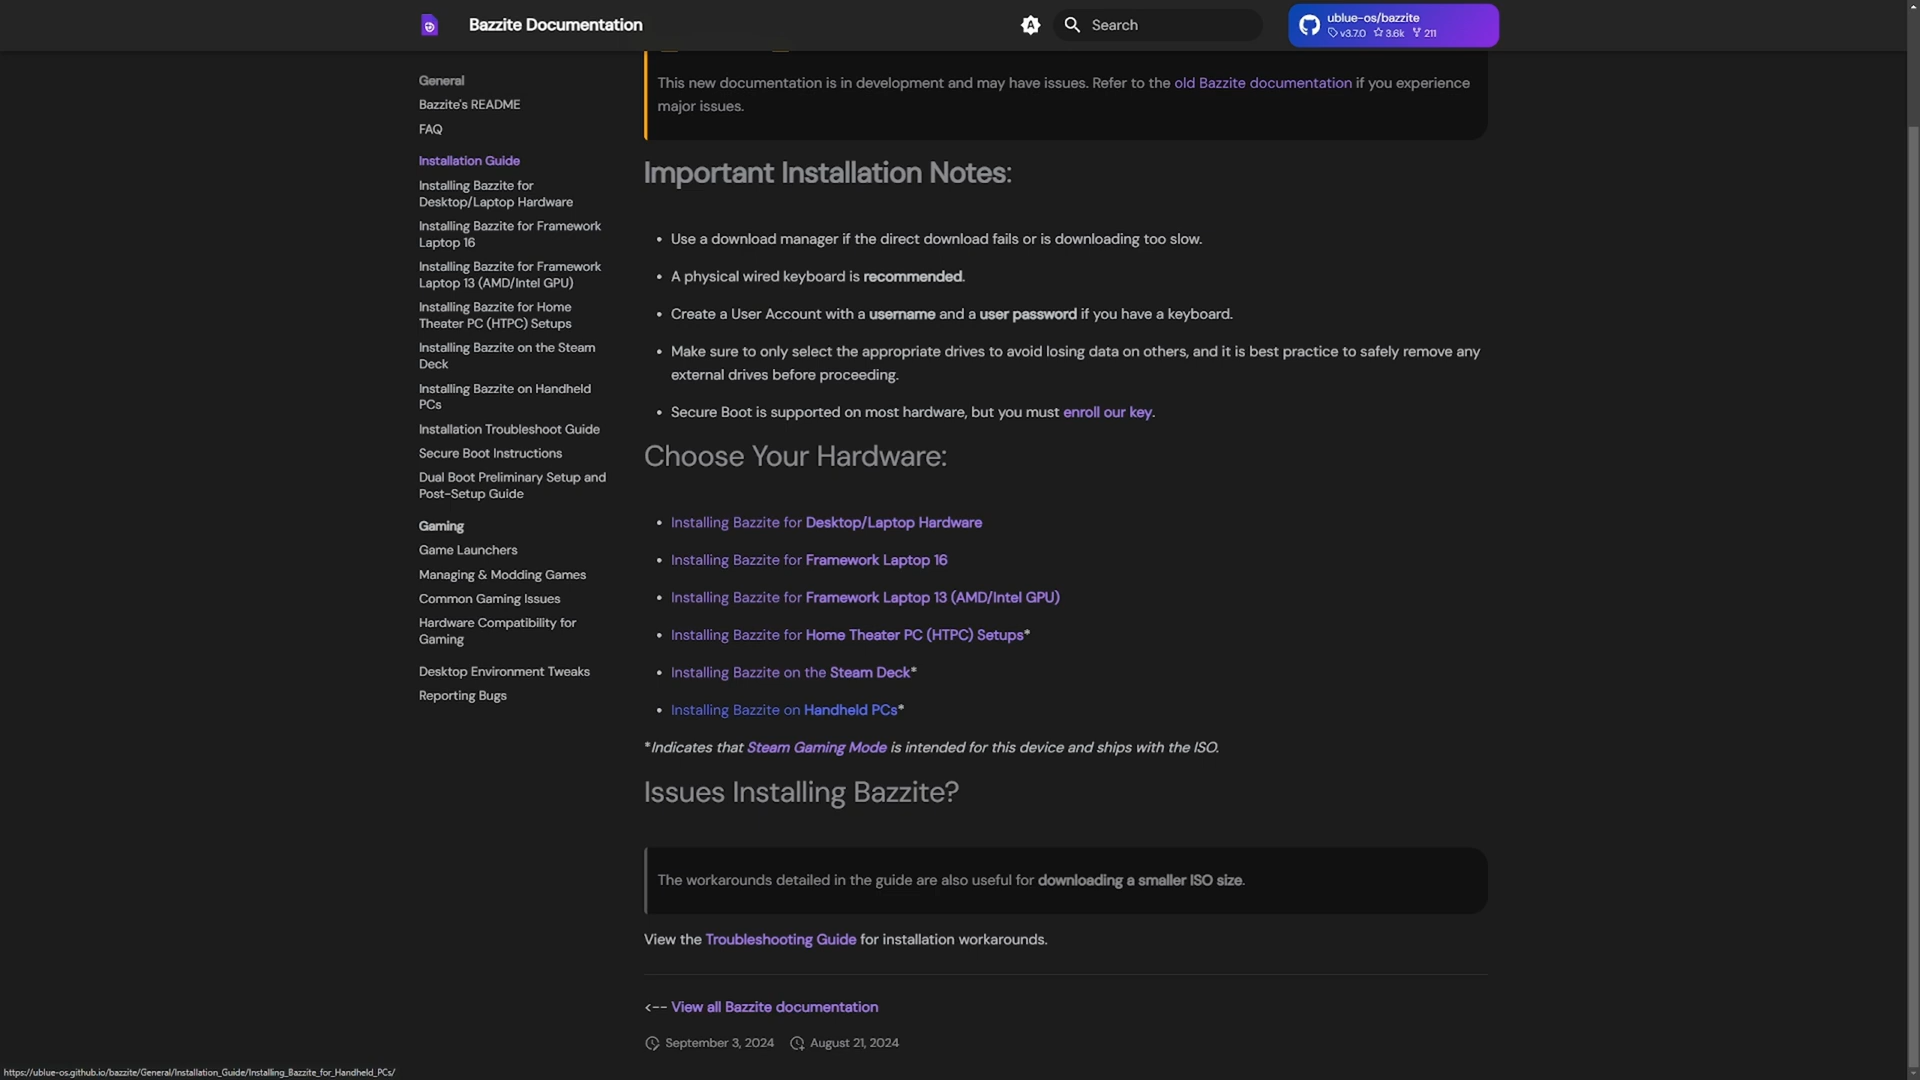 Bazzite Documentation
Search
ublue-os/bazzite
v3.7.0 3.6k 211
General
Bazzite's README
FAQ
Installation Guide
Installing Bazzite for
Desktop/Laptop Hardware
Installing Bazzite for Framework
Laptop 16
Installing Bazzite for Framework
Laptop 13 (AMD/Intel GPU)
Installing Bazzite for Home
Theater PC (HTPC) Setups
Installing Bazzite on the Steam
Deck
Installing Bazzite on Handheld
PCs
Installation Troubleshoot Guide
Secure Boot Instructions
Dual Boot Preliminary Setup and
Post-Setup Guide
Gaming
Game Launchers
Managing & Modding Games
Common Gaming Issues
Hardware Compatibility for
Gaming
Desktop Environment Tweaks
Reporting Bugs
This new documentation is in development and may have issues. Refer to the old Bazzite documentation if you experience
major issues.
Important Installation Notes:
• Use a download manager if the direct download fails or is downloading too slow.
• A physical wired keyboard is recommended.
• Create a User Account with a username and a user password if you have a keyboard.
• Make sure to only select the appropriate drives to avoid losing data on others, and it is best practice to safely remove any
external drives before proceeding.
• Secure Boot is supported on most hardware, but you must enroll our key.
Choose Your Hardware:
• Installing Bazzite for Desktop/Laptop Hardware
• Installing Bazzite for Framework Laptop 16
• Installing Bazzite for Framework Laptop 13 (AMD/Intel GPU)
• Installing Bazzite for Home Theater PC (HTPC) Setups*
• Installing Bazzite on the Steam Deck*
• Installing Bazzite on Handheld PCs*
*Indicates that Steam Gaming Mode is intended for this device and ships with the ISO.
Issues Installing Bazzite?
The workarounds detailed in the guide are also useful for downloading a smaller ISO size.
View the Troubleshooting Guide for installation workarounds.
<-- View all Bazzite documentation
September 3, 2024 August 21, 2024
https://ublue-os.github.io/bazzite/General/Installation_Guide/Installing_Bazzite_for_Handheld_PCs/